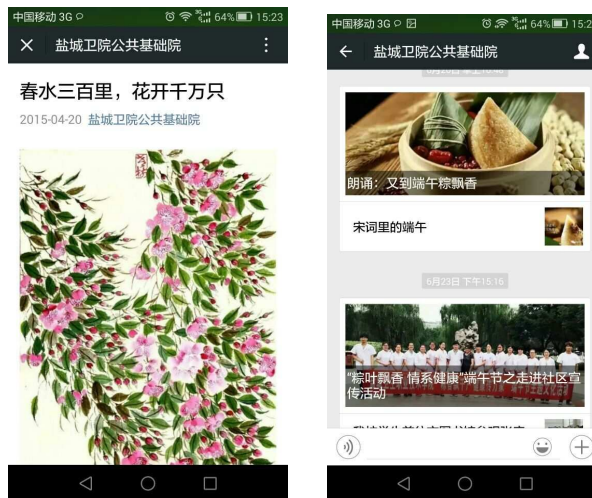 中国移动 3G 64% 15:23
盐城卫院公共基础院
春水三百里，花开千万只
2015-04-20 盐城卫院公共基础院
中国移动 3G 64% 15:2
盐城卫院公共基础院
朗诵：又到端午粽飘香
宋词里的端午
6月23日 下午15:16
“粽叶飘香 情系健康”端午节之走进社区宣
传活动